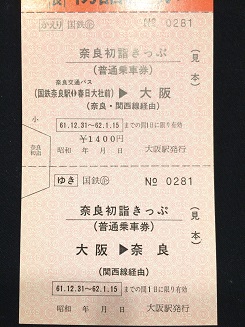 かえり 国鉄 № 0281
奈良初詣きっぷ
(普通乗車券)
(見本)
奈良交通バス
(国鉄奈良駅⇔春日大社前) ▶ 大阪
(奈良・関西線経由)
小
61.12.31～62.1.15 までの間1日に限り有効
¥1400円
昭和 年 月 日 大阪駅発行
ゆき 国鉄 № 0281
奈良初詣きっぷ
(普通乗車券)
(見本)
大阪 ▶ 奈良
(関西線経由)
61.12.31～62.1.15 までの間1日に限り有効
昭和 年 月 日 大阪駅発行